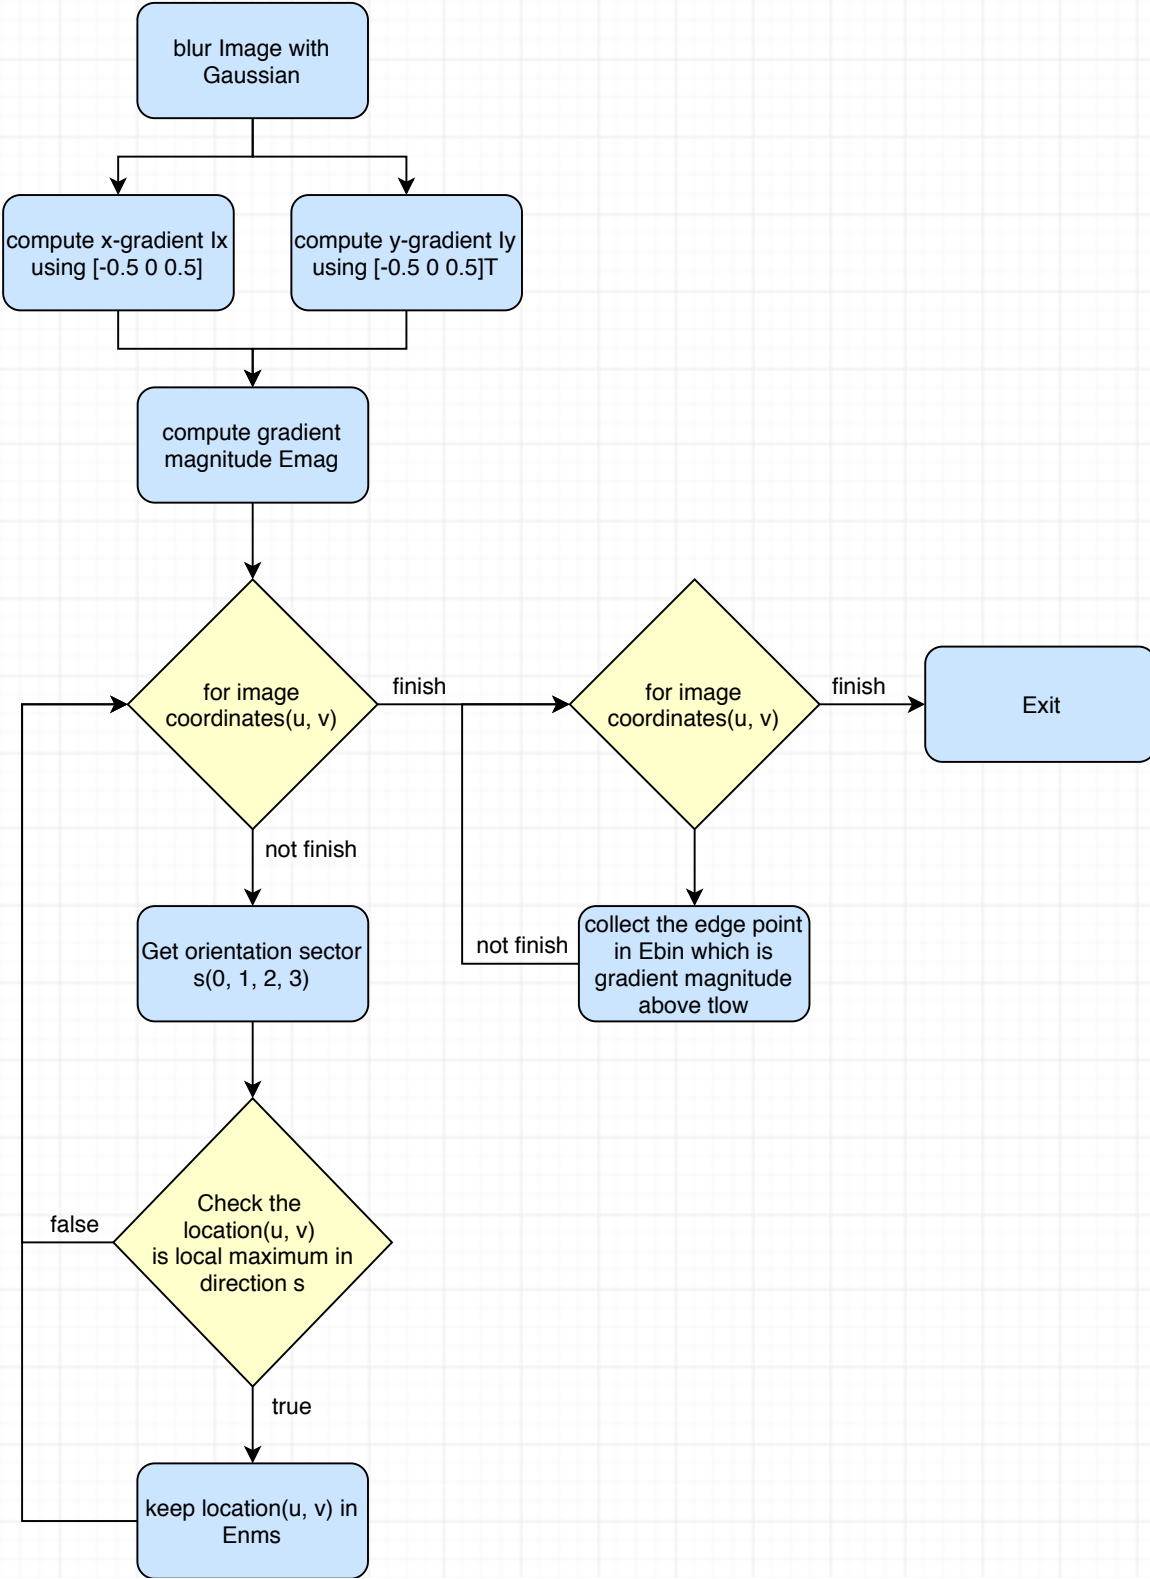 blur Image with
Gaussian
compute x-gradient Ix
using [-0.5 0 0.5]
compute y-gradient Iy
using [-0.5 0 0.5]T
compute gradient
magnitude Emag
for image
coordinates(u, v)
finish
for image
coordinates(u, v)
finish
Exit
not finish
Get orientation sector
s(0, 1, 2, 3)
not finish
collect the edge point
in Ebin which is
gradient magnitude
above tlow
Check the
location(u, v)
is local maximum in
direction s
false
true
keep location(u, v) in
Enms